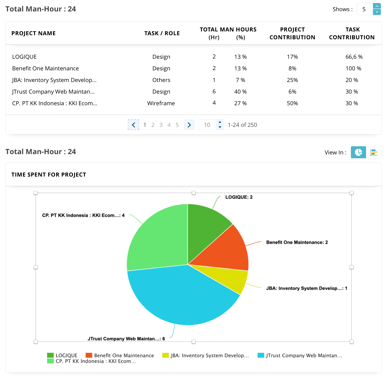 Total Man-Hour : 24
Shows : 5
PROJECT NAME TASK / ROLE TOTAL MAN HOURS (Hr) (%) PROJECT CONTRIBUTION TASK CONTRIBUTION
LOGIQUE Design 2 13 % 17% 66,6 %
Benefit One Maintenance Design 2 13 % 8% 100 %
JBA: Inventory System Develop... Others 1 7 % 25% 20 %
JTrust Company Web Maintan... Design 6 40 % 6% 30 %
CP. PT KK Indonesia : KKI Ecom... Wireframe 4 27 % 50% 30 %
1 2 3 4 5 10 1-24 of 250
Total Man-Hour : 24
View In :
TIME SPENT FOR PROJECT
LOGIQUE: 2
CP. PT KK Indonesia : KKI Ecom...: 4
Benefit One Maintenance: 2
JBA: Inventory System Develop...: 1
JTrust Company Web Maintan...: 6
LOGIQUE Benefit One Maintenance JBA: Inventory System Develop... JTrust Company Web Maintan...
CP. PT KK Indonesia : KKI Ecom...